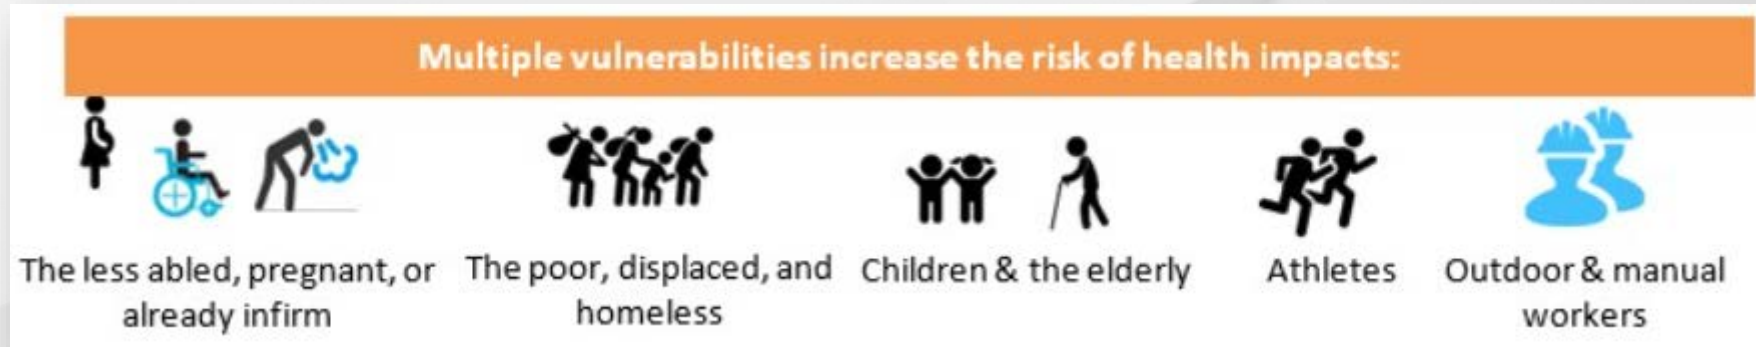 Multiple vulnerabilities increase the risk of health impacts:
The less abled, pregnant, or
already infirm
The poor, displaced, and
homeless
Children & the elderly
Athletes
Outdoor & manual
workers